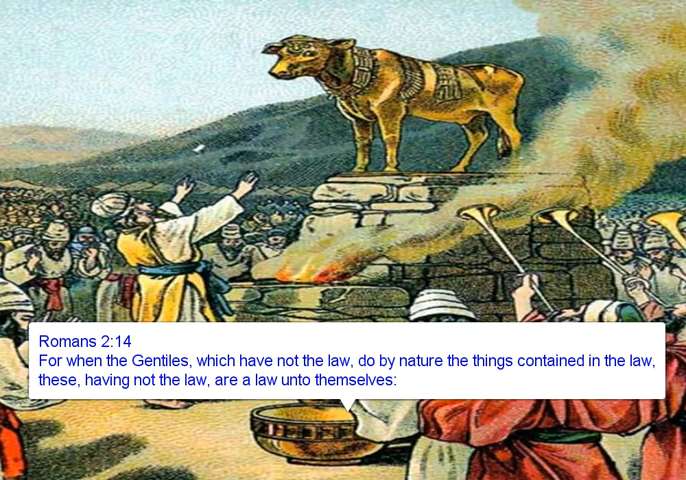 Romans 2:14
For when the Gentiles, which have not the law, do by nature the things contained in the law,
these, having not the law, are a law unto themselves: